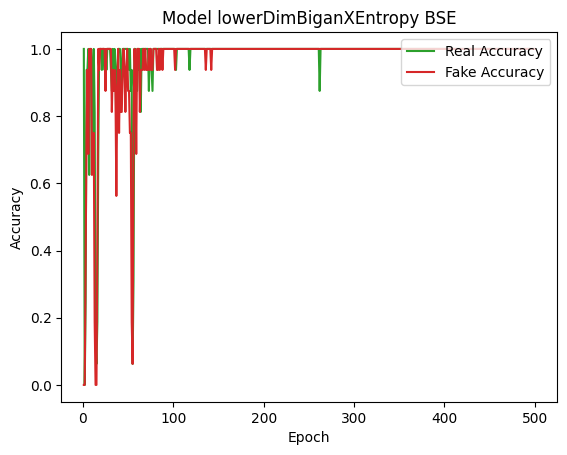 Model lowerDimBiganXEntropy BSE
Real Accuracy
Fake Accuracy
Accuracy
1.0
0.8
0.6
0.4
0.2
0.0
0 100 200 300 400 500
Epoch